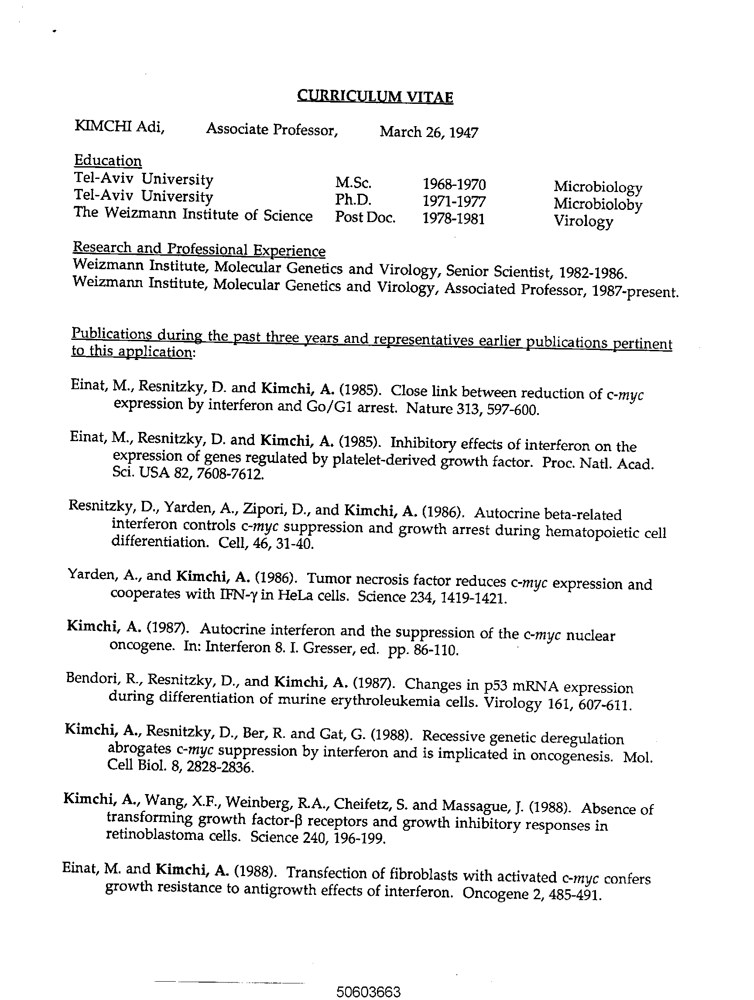 CURRICULUM VITAE
KIMCHI Adi, Associate Professor, March 26, 1947
Education
Tel-Aviv University M.Sc. 1968-1970 Microbiology
Tel-Aviv University Ph.D. 1971-1977 Microbioloby
The Weizmann Institute of Science Post Doc. 1978-1981 Virology
Research and Professional Experience
Weizmann Institute, Molecular Genetics and Virology, Senior Scientist, 1982-1986.
Weizmann Institute, Molecular Genetics and Virology, Associated Professor, 1987-present.
Publications during the past three years and representatives earlier publications pertinent
to this application:
Einat, M., Resnitzky, D. and Kimchi, A. (1985). Close link between reduction of c-myc
expression by interferon and Go/G1 arrest. Nature 313, 597-600.
Einat, M., Resnitzky, D. and Kimchi, A. (1985). Inhibitory effects of interferon on the
expression of genes regulated by platelet-derived growth factor. Proc. Natl. Acad.
Sci. USA 82, 7608-7612.
Resnitzky, D., Yarden, A., Zipori, D., and Kimchi, A. (1986). Autocrine beta-related
interferon controls c-myc suppression and growth arrest during hematopoietic cell
differentiation. Cell, 46, 31-40.
Yarden, A., and Kimchi, A. (1986). Tumor necrosis factor reduces c-myc expression and
cooperates with IFN-γ in HeLa cells. Science 234, 1419-1421.
Kimchi, A. (1987). Autocrine interferon and the suppression of the c-myc nuclear
oncogene. In: Interferon 8. I. Gresser, ed. pp. 86-110.
Bendori, R., Resnitzky, D., and Kimchi, A. (1987). Changes in p53 mRNA expression
during differentiation of murine erythroleukemia cells. Virology 161, 607-611.
Kimchi, A., Resnitzky, D., Ber, R. and Gat, G. (1988). Recessive genetic deregulation
abrogates c-myc suppression by interferon and is implicated in oncogenesis. Mol.
Cell Biol. 8, 2828-2836.
Kimchi, A., Wang, X.F., Weinberg, R.A., Cheifetz, S. and Massague, J. (1988). Absence of
transforming growth factor-β receptors and growth inhibitory responses in
retinoblastoma cells. Science 240, 196-199.
Einat, M. and Kimchi, A. (1988). Transfection of fibroblasts with activated c-myc confers
growth resistance to antigrowth effects of interferon. Oncogene 2, 485-491.
50603663